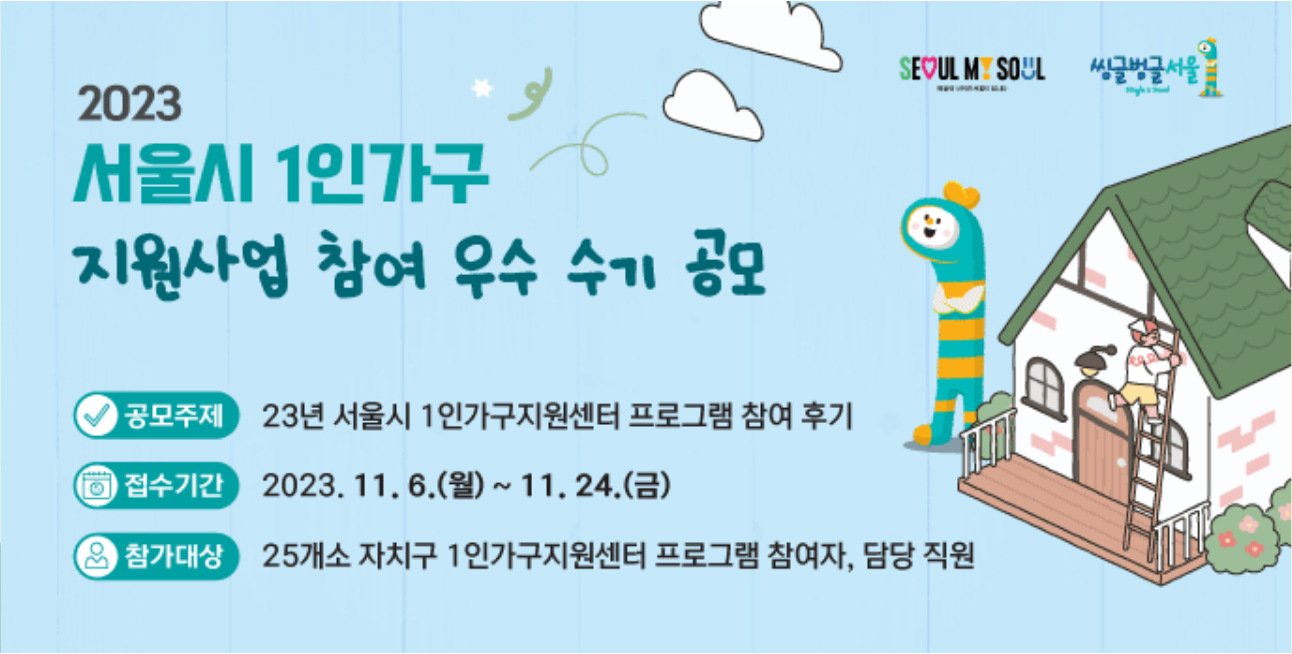 SEOUL MY SOUL
씽글벙글서울
2023
서울시 1인가구
지원사업 참여 우수 수기 공모
공모주제 23년 서울시 1인가구지원센터 프로그램 참여 후기
접수기간 2023. 11. 6.(월) ~ 11. 24.(금)
참가대상 25개소 자치구 1인가구지원센터 프로그램 참여자, 담당 직원